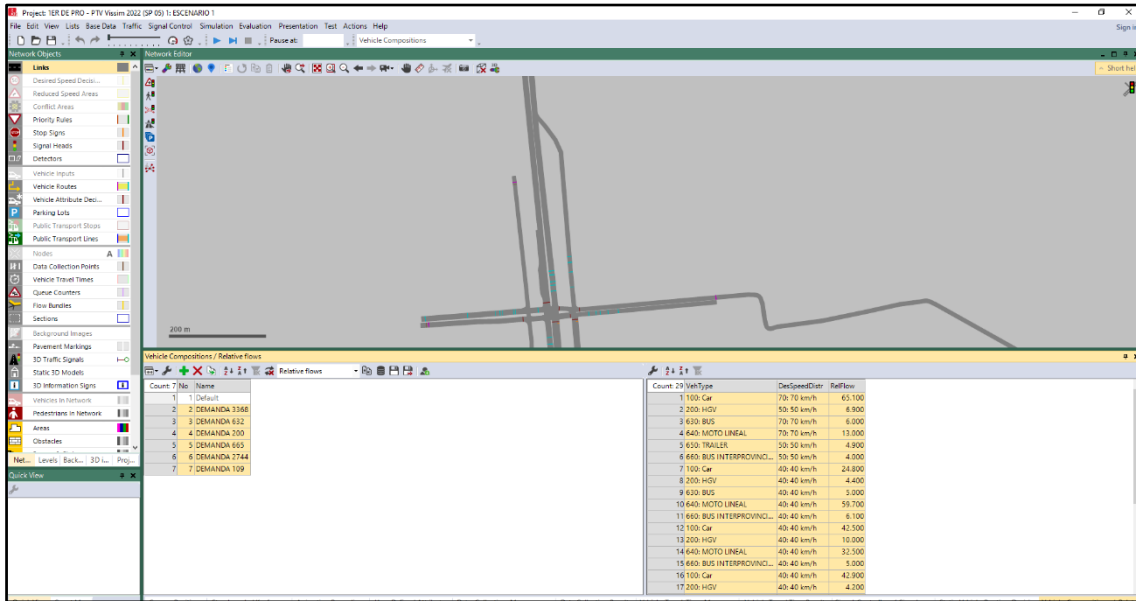 Project: 1ER DE PRO - PTV Vissim 2022 (SP 05) 1: ESCENARIO 1
File Edit View Lists Base Data Traffic Signal Control Simulation Evaluation Presentation Test Actions Help
Sign in
Pause at:
Vehicle Compositions
Network Objects
Network Editor
Short hel
Links
Desired Speed Decisi...
Reduced Speed Areas
Conflict Areas
Priority Rules
Stop Signs
Signal Heads
Detectors
Vehicle Inputs
Vehicle Routes
Vehicle Attribute Deci...
Parking Lots
Public Transport Stops
Public Transport Lines
Nodes A
Data Collection Points
Vehicle Travel Times
Queue Counters
Flow Bundles
Sections
Background Images
Pavement Markings
3D Traffic Signals
Static 3D Models
3D Information Signs
Vehicles In Network
Pedestrians In Network
Areas
Obstacles
Net... Levels Back... 3D i... Proj...
Quick View
200 m
Vehicle Compositions / Relative flows
Relative flows
Count: 7 No Name
1 1 Default
2 2 DEMANDA 3368
3 3 DEMANDA 632
4 4 DEMANDA 200
5 5 DEMANDA 665
6 6 DEMANDA 2744
7 7 DEMANDA 109
Count: 29 VehType DesSpeedDistr RelFlow
1 100: Car 70: 70 km/h 65.100
2 200: HGV 50: 50 km/h 6.900
3 630: BUS 70: 70 km/h 6.000
4 640: MOTO LINEAL 70: 70 km/h 13.000
5 650: TRAILER 50: 50 km/h 4.900
6 660: BUS INTERPROVINCI... 50: 50 km/h 4.000
7 100: Car 40: 40 km/h 24.800
8 200: HGV 40: 40 km/h 4.400
9 630: BUS 40: 40 km/h 5.000
10 640: MOTO LINEAL 40: 40 km/h 59.700
11 660: BUS INTERPROVINCI... 40: 40 km/h 6.100
12 100: Car 40: 40 km/h 42.500
13 200: HGV 40: 40 km/h 10.000
14 640: MOTO LINEAL 40: 40 km/h 32.500
15 660: BUS INTERPROVINCI... 40: 40 km/h 5.000
16 100: Car 40: 40 km/h 42.900
17 200: HGV 40: 40 km/h 4.200